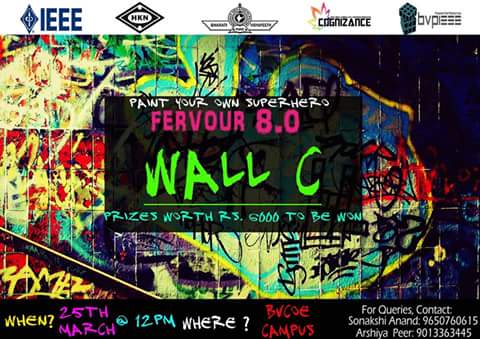 IEEE
HKN
BHARATI VIDYAPEETH
COGNIZANCE
bvpieee
PAINT YOUR OWN SUPERHERO
FERVOUR 8.0
WALL C
PRIZES WORTH RS. 6000 TO BE WON
WHEN? 25TH MARCH @ 12PM WHERE ? BVCOE CAMPUS
For Queries, Contact:
Sonakshi Anand: 9650760615
Arshiya Peer: 9013363445